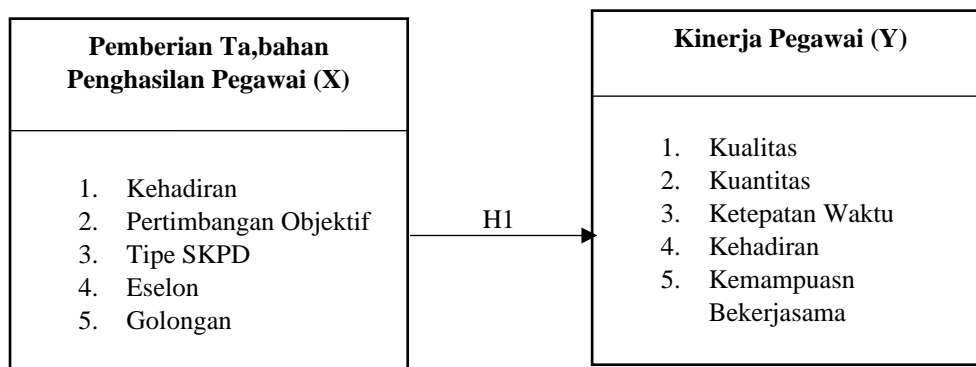 Pemberian Ta,bahan
Penghasilan Pegawai (X)
1. Kehadiran
2. Pertimbangan Objektif
3. Tipe SKPD
4. Eselon
5. Golongan
H1
Kinerja Pegawai (Y)
1. Kualitas
2. Kuantitas
3. Ketepatan Waktu
4. Kehadiran
5. Kemampuasn
Bekerjasama